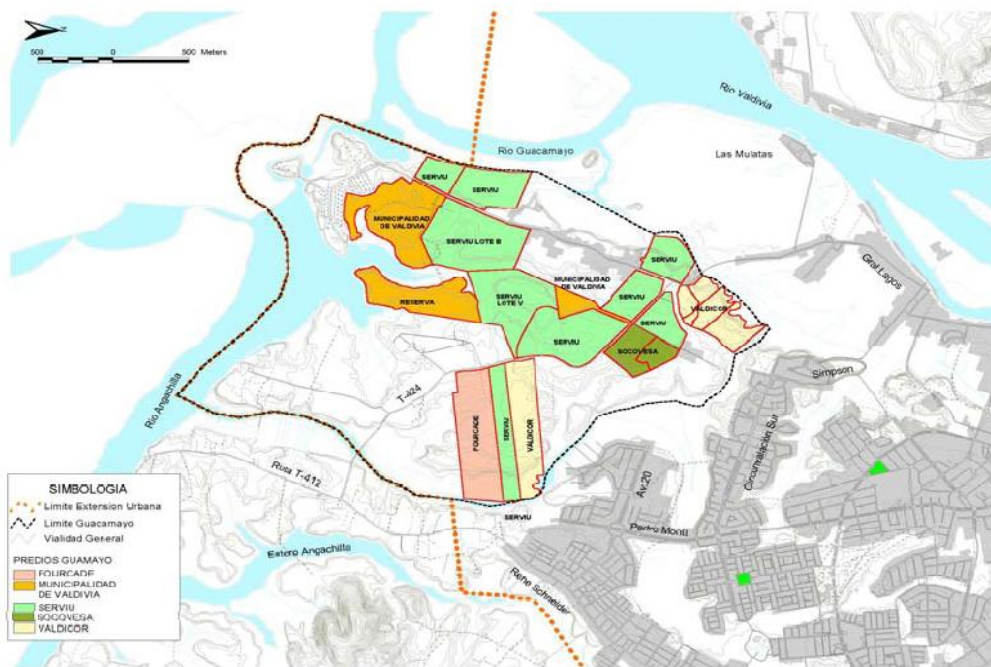 N
500 0 500 Meters
Rio Valdivia
Rio Guacamayo
Las Mulatas
SERVIU
SERVIU
MUNICIPALIDAD
DE VALDIVIA
SERVIU LOTE B
SERVIU
Gral Lagos
MUNICIPALIDAD
DE VALDIVIA
RESERVA
SERVIU
LOTE V
SERVIU
VALDICOR
SERVIU
SERVIU
SOCOVESA
Simpson
T-424
Rio Angachilla
FOURCADE
SERVIU
VALDICOR
Circunvalación Sur
Av-20
Ruta T-412
SERVIU
Pedro Montt
Estero Angachilla
Rene Schneider
SIMBOLOGIA
Limite Extension Urbana
Limite Guacamayo
Vialidad General
PREDIOS GUAMAYO
FOURCADE
MUNICIPALIDAD
DE VALDIVIA
SERVIU
SOCOVESA
VALDICOR